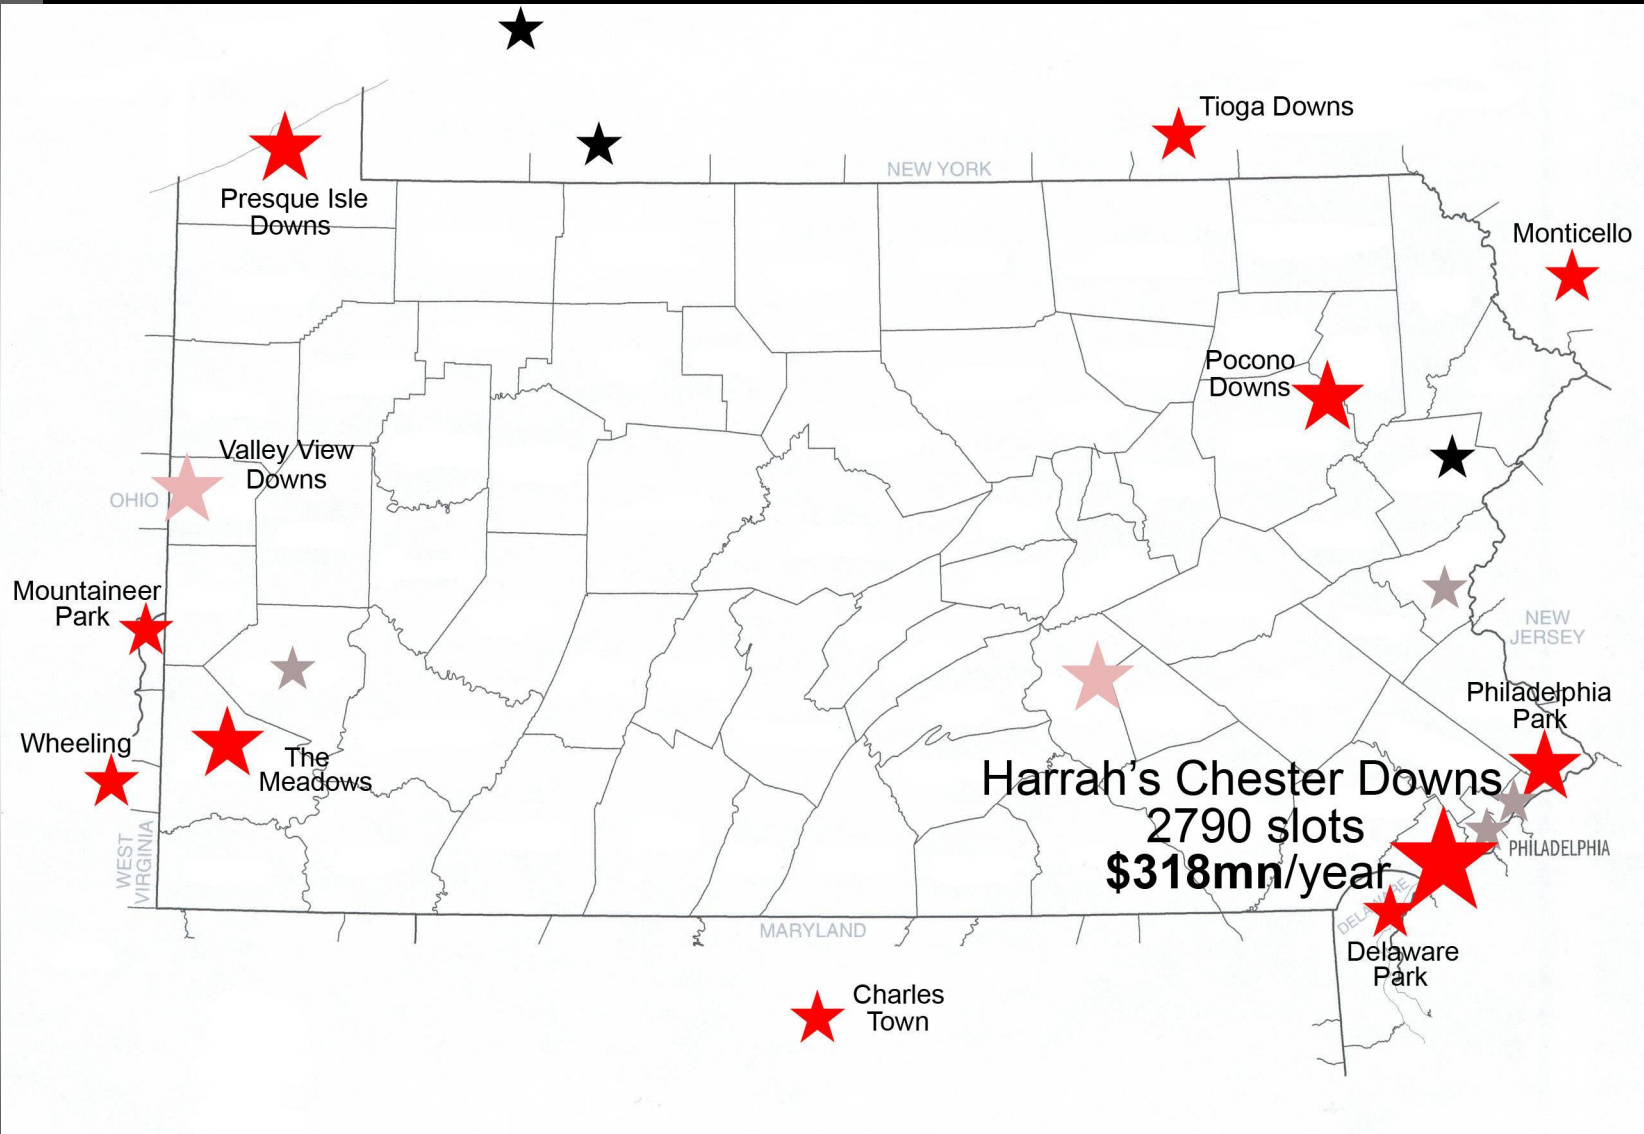 Tioga Downs
NEW YORK
Presque Isle
Downs
Monticello
Pocono
Downs
Valley View
Downs
OHIO
Mountaineer
Park
NEW
JERSEY
Philadelphia
Park
Wheeling
The
Meadows
Harrah's Chester Downs
2790 slots
$318mn/year
PHILADELPHIA
WEST
VIRGINIA
DELAWARE
MARYLAND
Delaware
Park
Charles
Town